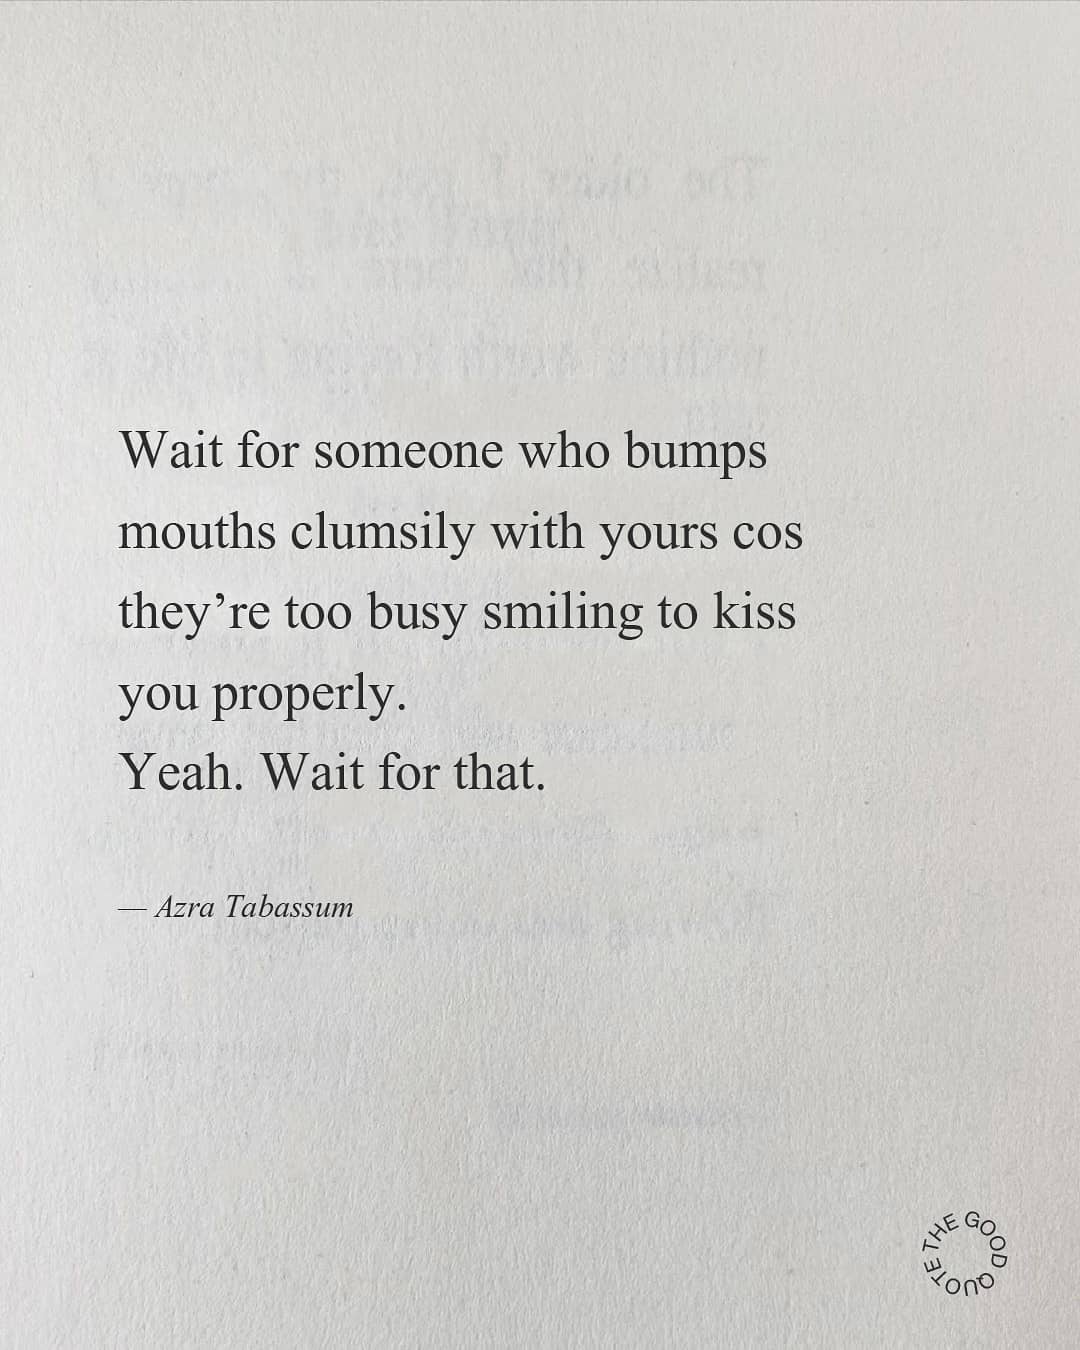 Wait for someone who bumps
mouths clumsily with yours cos
they’re too busy smiling to kiss
you properly.
Yeah. Wait for that.
— Azra Tabassum
THE GOOD QUOTE